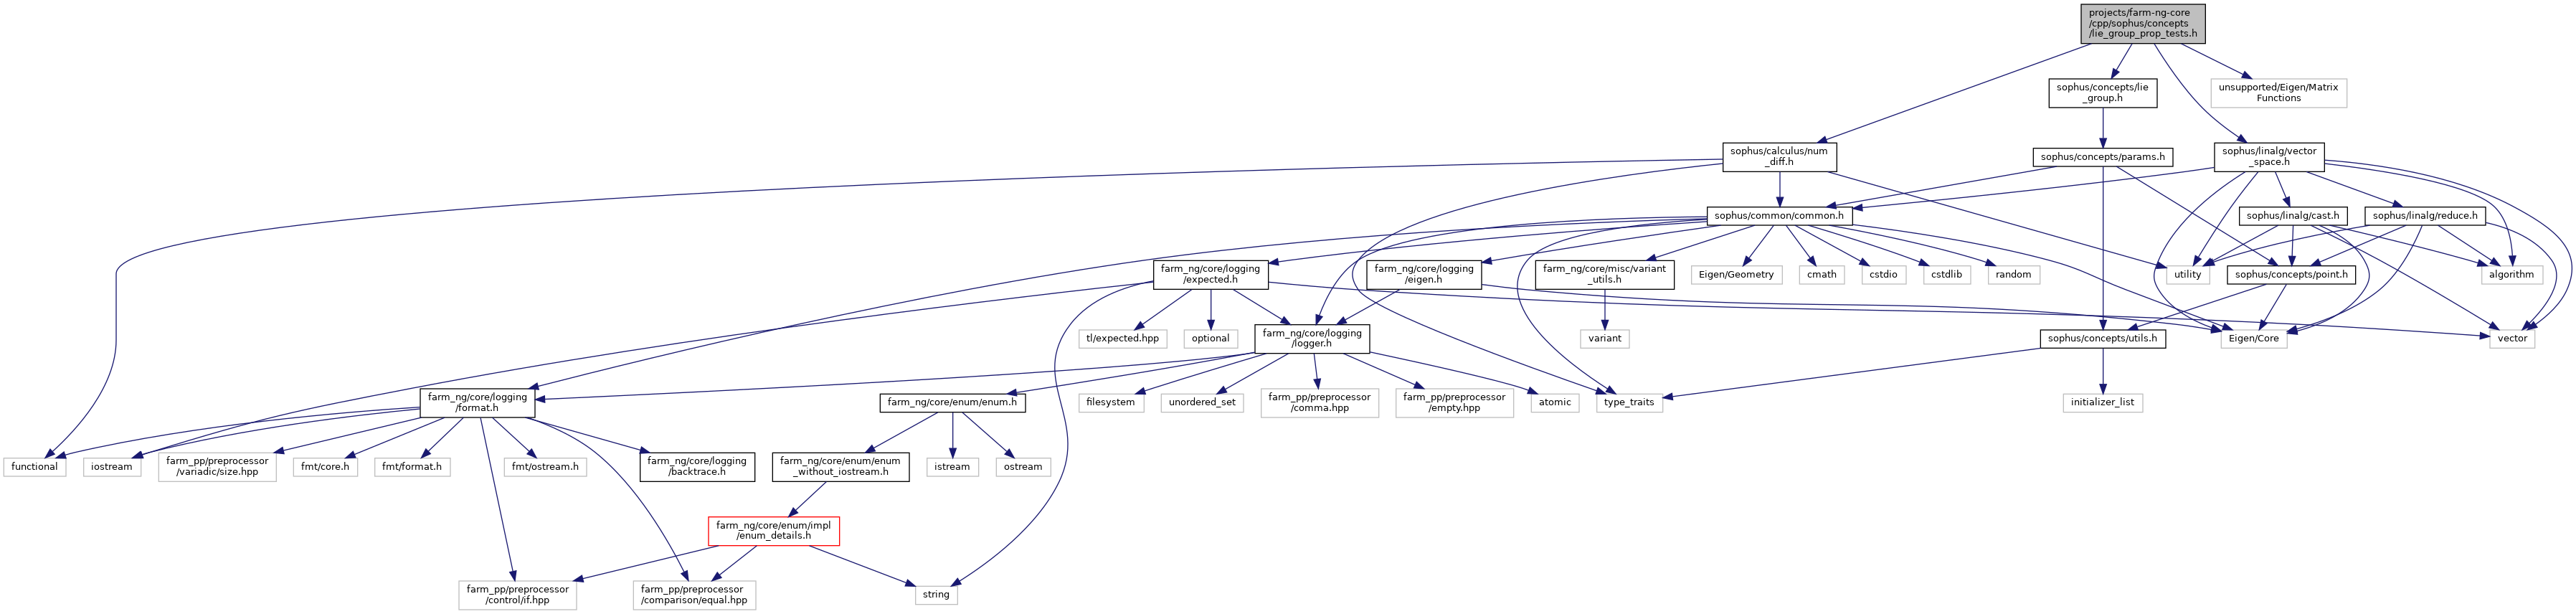 projects/farm-ng-core
/cpp/sophus/concepts
/lie_group_prop_tests.h
sophus/concepts/lie
_group.h
unsupported/Eigen/Matrix
Functions
sophus/calculus/num
_diff.h
sophus/concepts/params.h
sophus/linalg/vector
_space.h
sophus/common/common.h
sophus/linalg/cast.h
sophus/linalg/reduce.h
farm_ng/core/logging
/expected.h
farm_ng/core/logging
/eigen.h
farm_ng/core/misc/variant
_utils.h
Eigen/Geometry
cmath
cstdio
cstdlib
random
utility
sophus/concepts/point.h
algorithm
tl/expected.hpp
optional
farm_ng/core/logging
/logger.h
variant
sophus/concepts/utils.h
Eigen/Core
vector
farm_ng/core/logging
/format.h
farm_ng/core/enum/enum.h
filesystem
unordered_set
farm_pp/preprocessor
/comma.hpp
farm_pp/preprocessor
/empty.hpp
atomic
type_traits
initializer_list
functional
iostream
farm_pp/preprocessor
/variadic/size.hpp
fmt/core.h
fmt/format.h
fmt/ostream.h
farm_ng/core/logging
/backtrace.h
farm_ng/core/enum/enum
_without_iostream.h
istream
ostream
farm_ng/core/enum/impl
/enum_details.h
farm_pp/preprocessor
/control/if.hpp
farm_pp/preprocessor
/comparison/equal.hpp
string